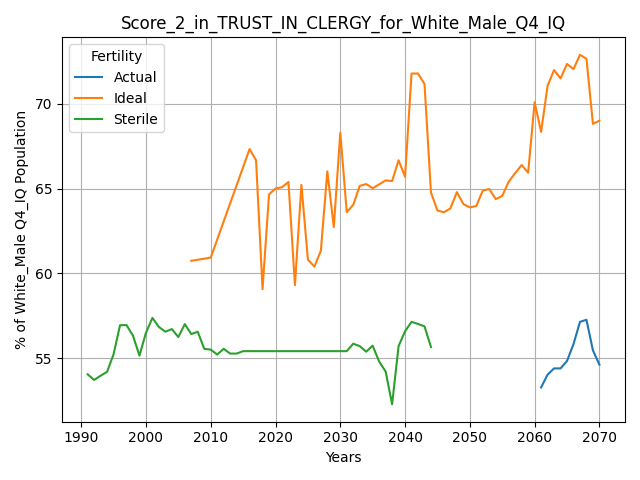 Score_2_in_TRUST_IN_CLERGY_for_White_Male_Q4_IQ
Fertility
Actual
Ideal
Sterile
% of White_Male Q4_IQ Population
70
65
60
55
1990 2000 2010 2020 2030 2040 2050 2060 2070
Years